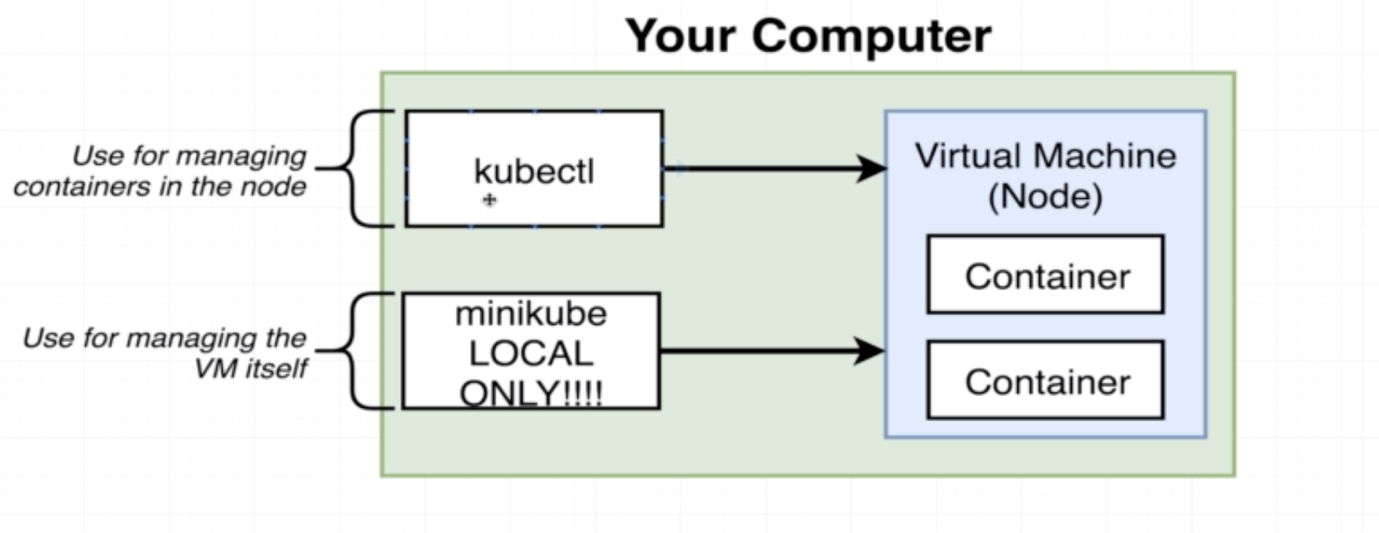 Your Computer
Use for managing
containers in the node
kubectl
Virtual Machine
(Node)
Container
Container
Use for managing the
VM itself
minikube
LOCAL
ONLY!!!!